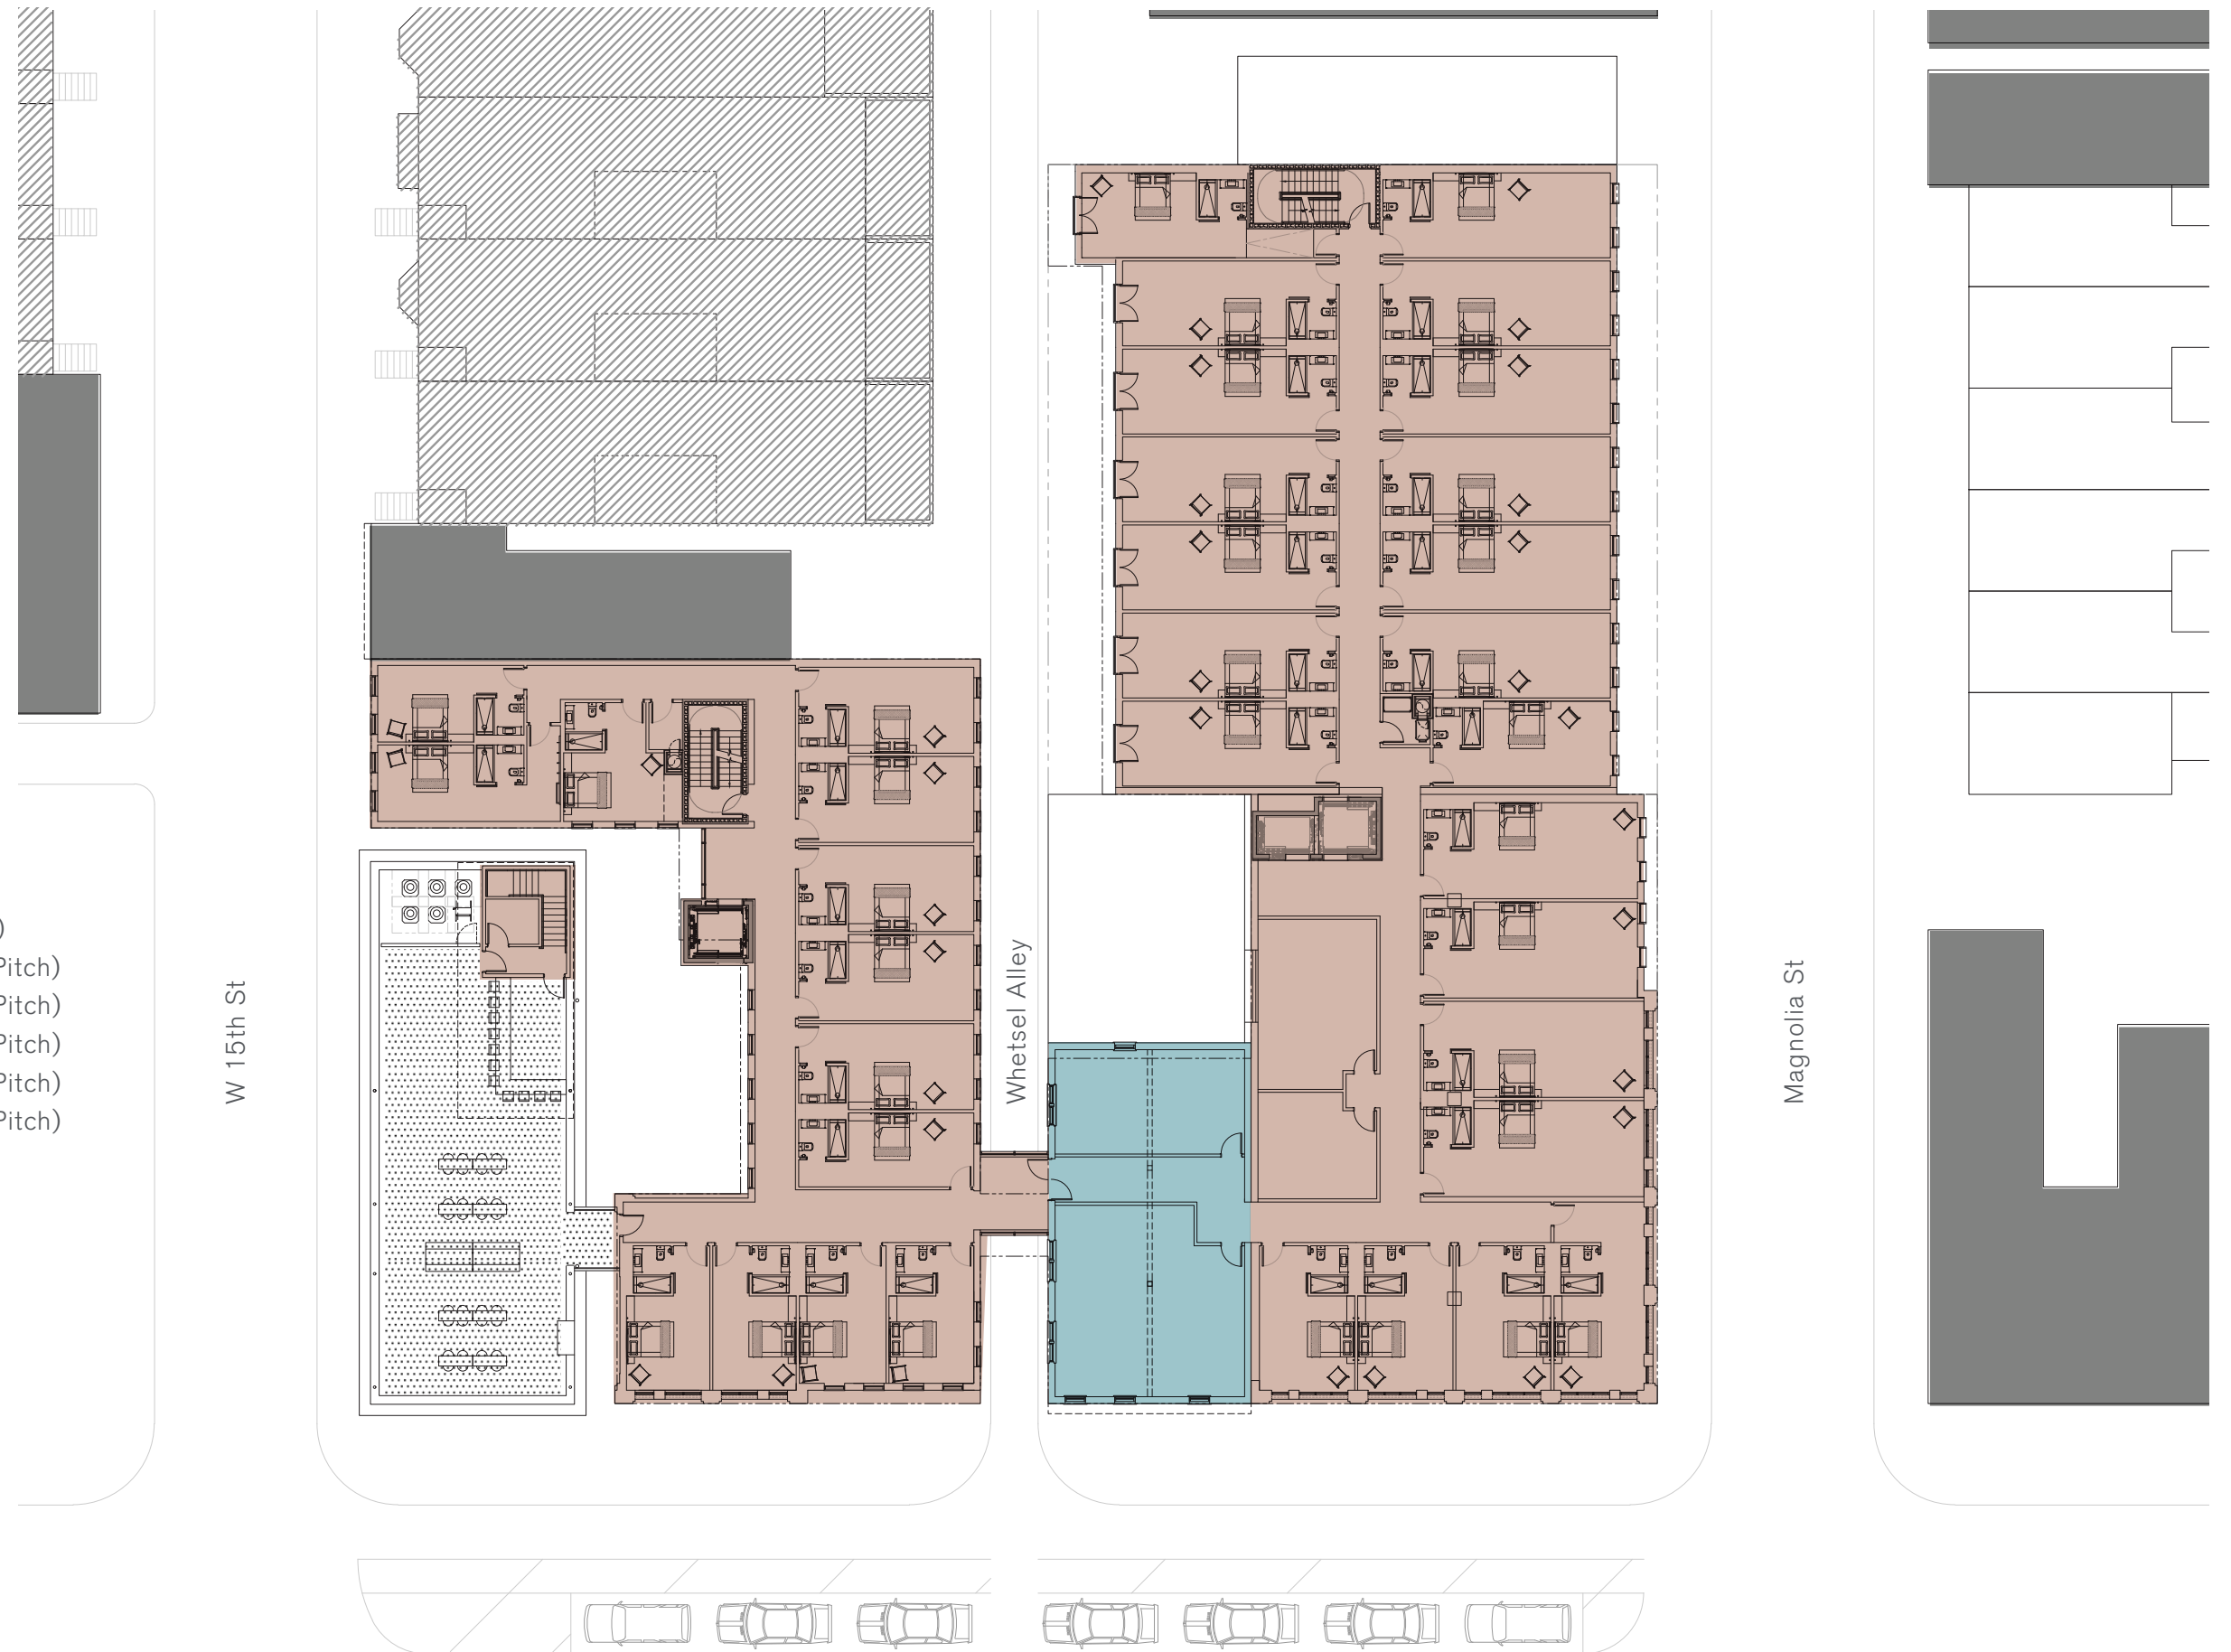 )
Pitch)
Pitch)
Pitch)
Pitch)
Pitch)
W 15th St
Whetsel Alley
Magnolia St